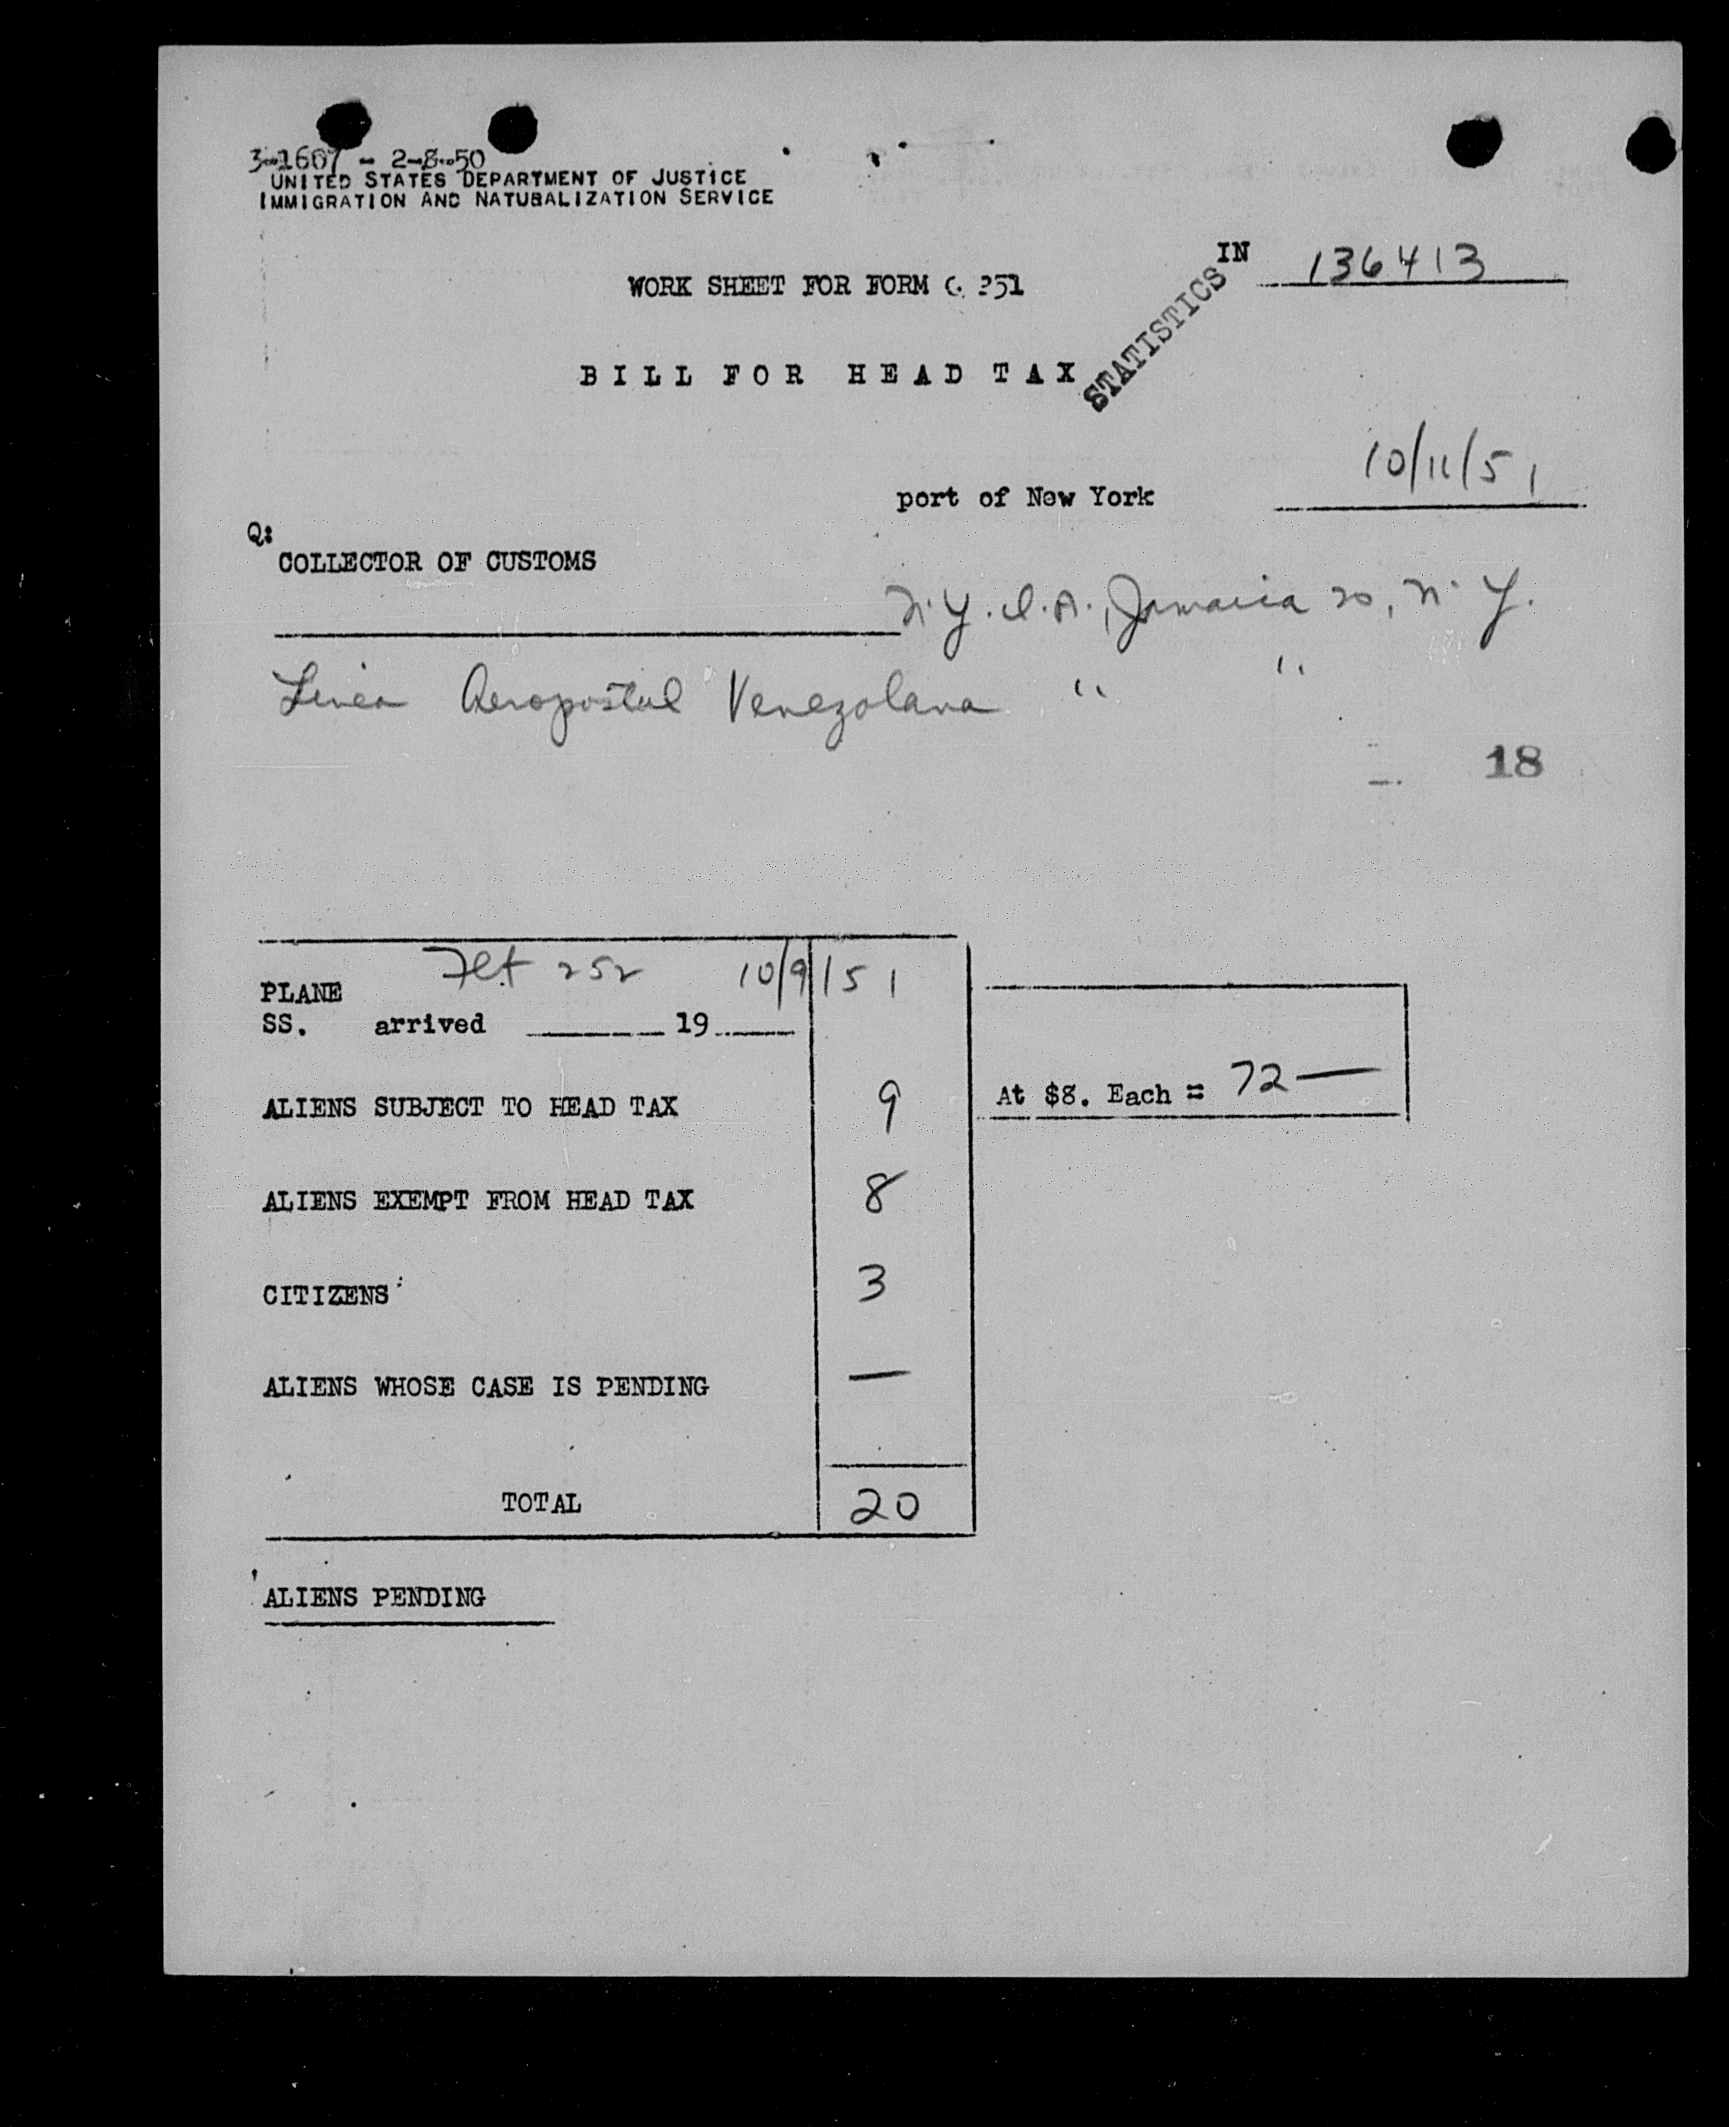 3-1607 - 2-8-50
UNITED STATES DEPARTMENT OF JUSTICE
IMMIGRATION AND NATURALIZATION SERVICE
IN 136413
WORK SHEET FOR FORM 251
STATISTICS
BILL FOR HEAD TAX
10/11/51
port of New York
Q:
COLLECTOR OF CUSTOMS
N.Y.I.A., Jamaica 20, N.Y.
Linea Aeropostal Venezolana " "
18
Flt 252 10/9/51
PLANE
SS. arrived 19
ALIENS SUBJECT TO HEAD TAX 9 At $8. Each = 72—
ALIENS EXEMPT FROM HEAD TAX 8
CITIZENS 3
ALIENS WHOSE CASE IS PENDING —
TOTAL 20
ALIENS PENDING